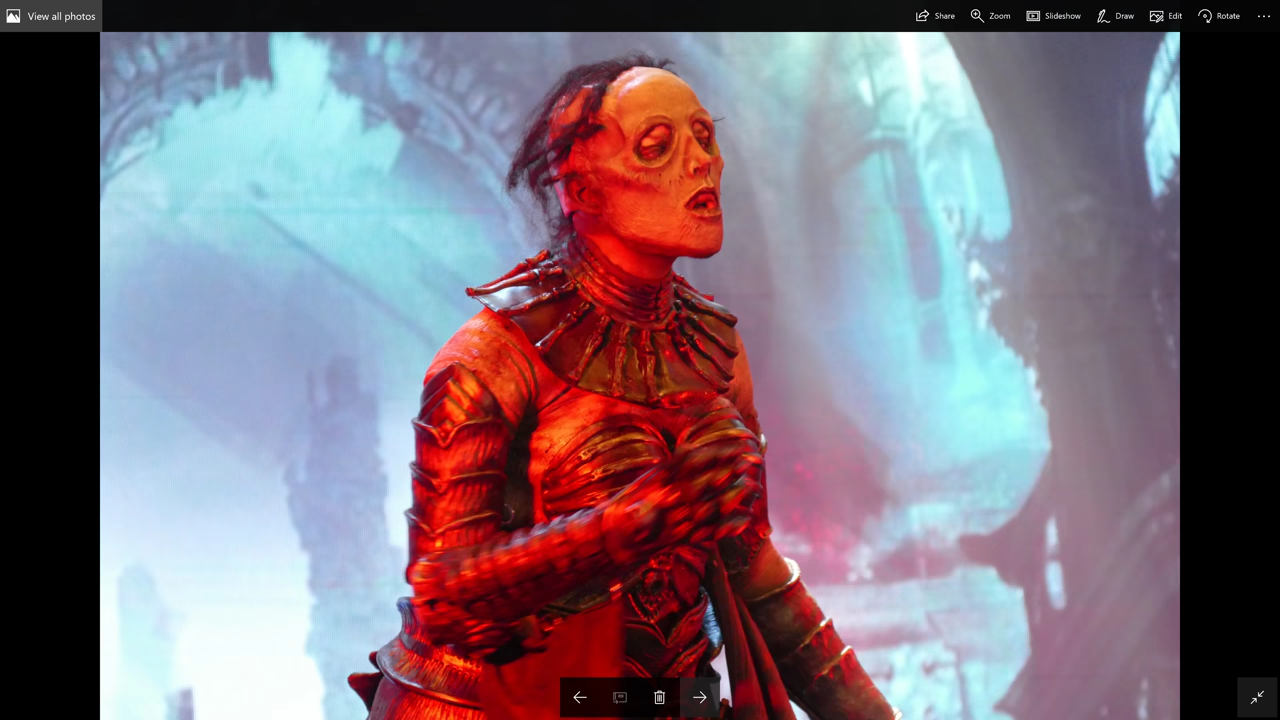 View all photos
Share
Zoom
Slideshow
Draw
Edit
Rotate